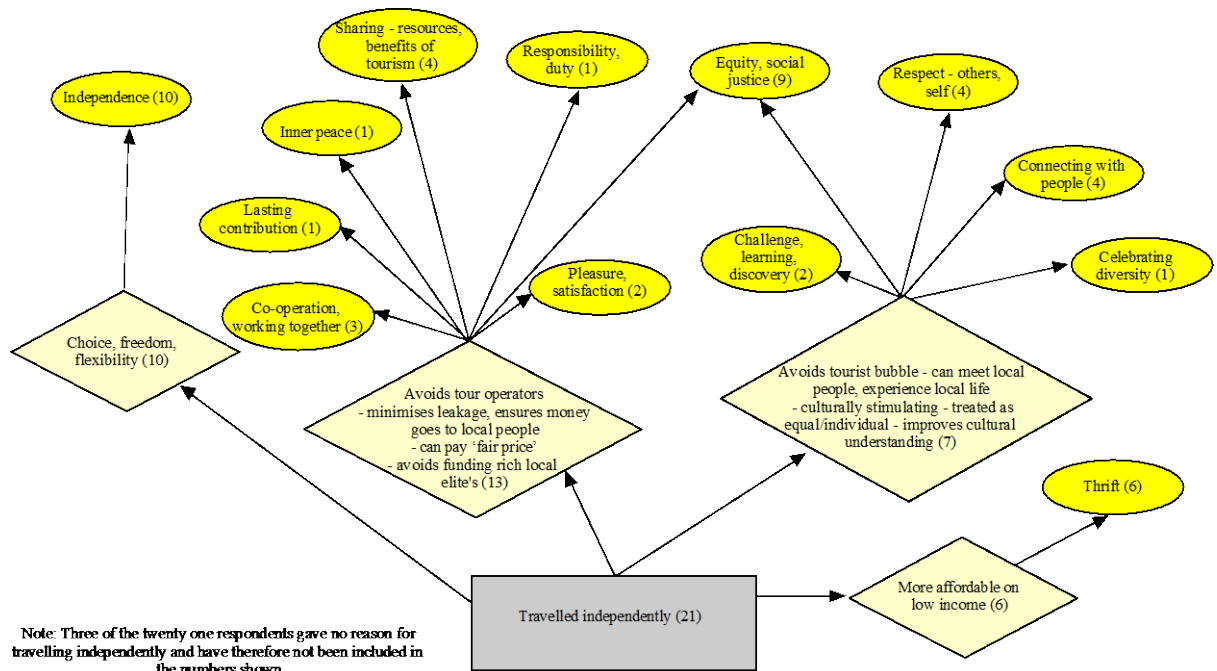 Sharing - resources,
benefits of
tourism (4)
Responsibility,
duty (1)
Equity, social
justice (9)
Respect - others,
self (4)
Independence (10)
Inner peace (1)
Connecting with
people (4)
Lasting
contribution (1)
Challenge,
learning,
discovery (2)
Celebrating
diversity (1)
Pleasure,
satisfaction (2)
Co-operation,
working together (3)
Choice, freedom,
flexibility (10)
Avoids tour operators
- minimises leakage, ensures money
goes to local people
- can pay ‘fair price’
- avoids funding rich local
elite's (13)
Avoids tourist bubble - can meet local
people, experience local life
- culturally stimulating - treated as
equal/individual - improves cultural
understanding (7)
Thrift (6)
More affordable on
low income (6)
Travelled independently (21)
Note: Three of the twenty one respondents gave no reason for
travelling independently and have therefore not been included in
the numbers shown